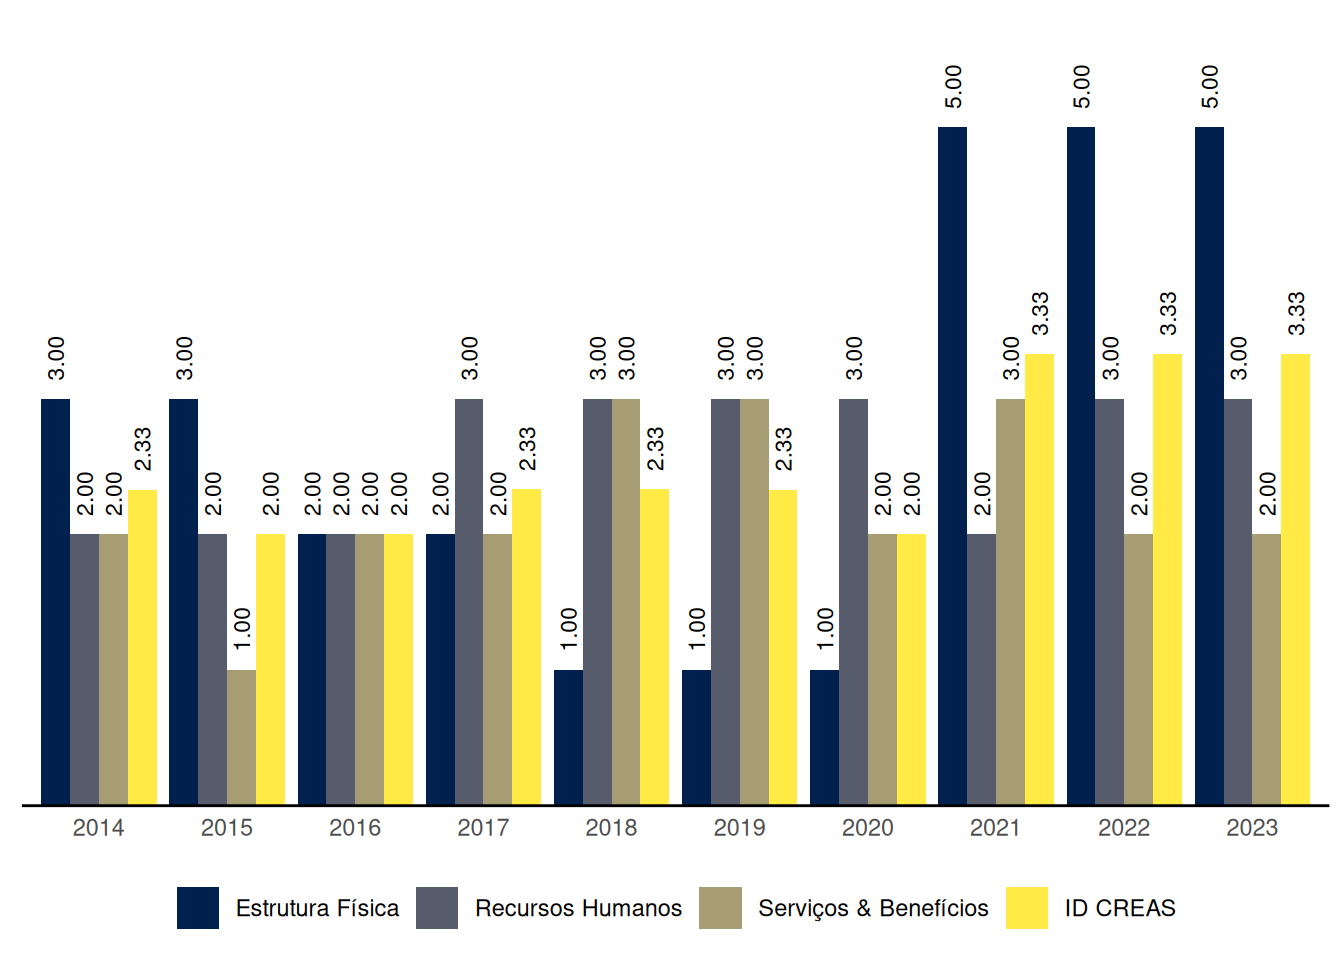 3.00 2.00 2.00 2.33
3.00 2.00 1.00 2.00
2.00 2.00 2.00 2.00
2.00 3.00 2.00 2.33
1.00 3.00 3.00 2.33
1.00 3.00 3.00 2.33
1.00 3.00 2.00 2.00
5.00 2.00 3.00 3.33
5.00 3.00 2.00 3.33
5.00 3.00 2.00 3.33
2014 2015 2016 2017 2018 2019 2020 2021 2022 2023
Estrutura Física Recursos Humanos Serviços & Benefícios ID CREAS